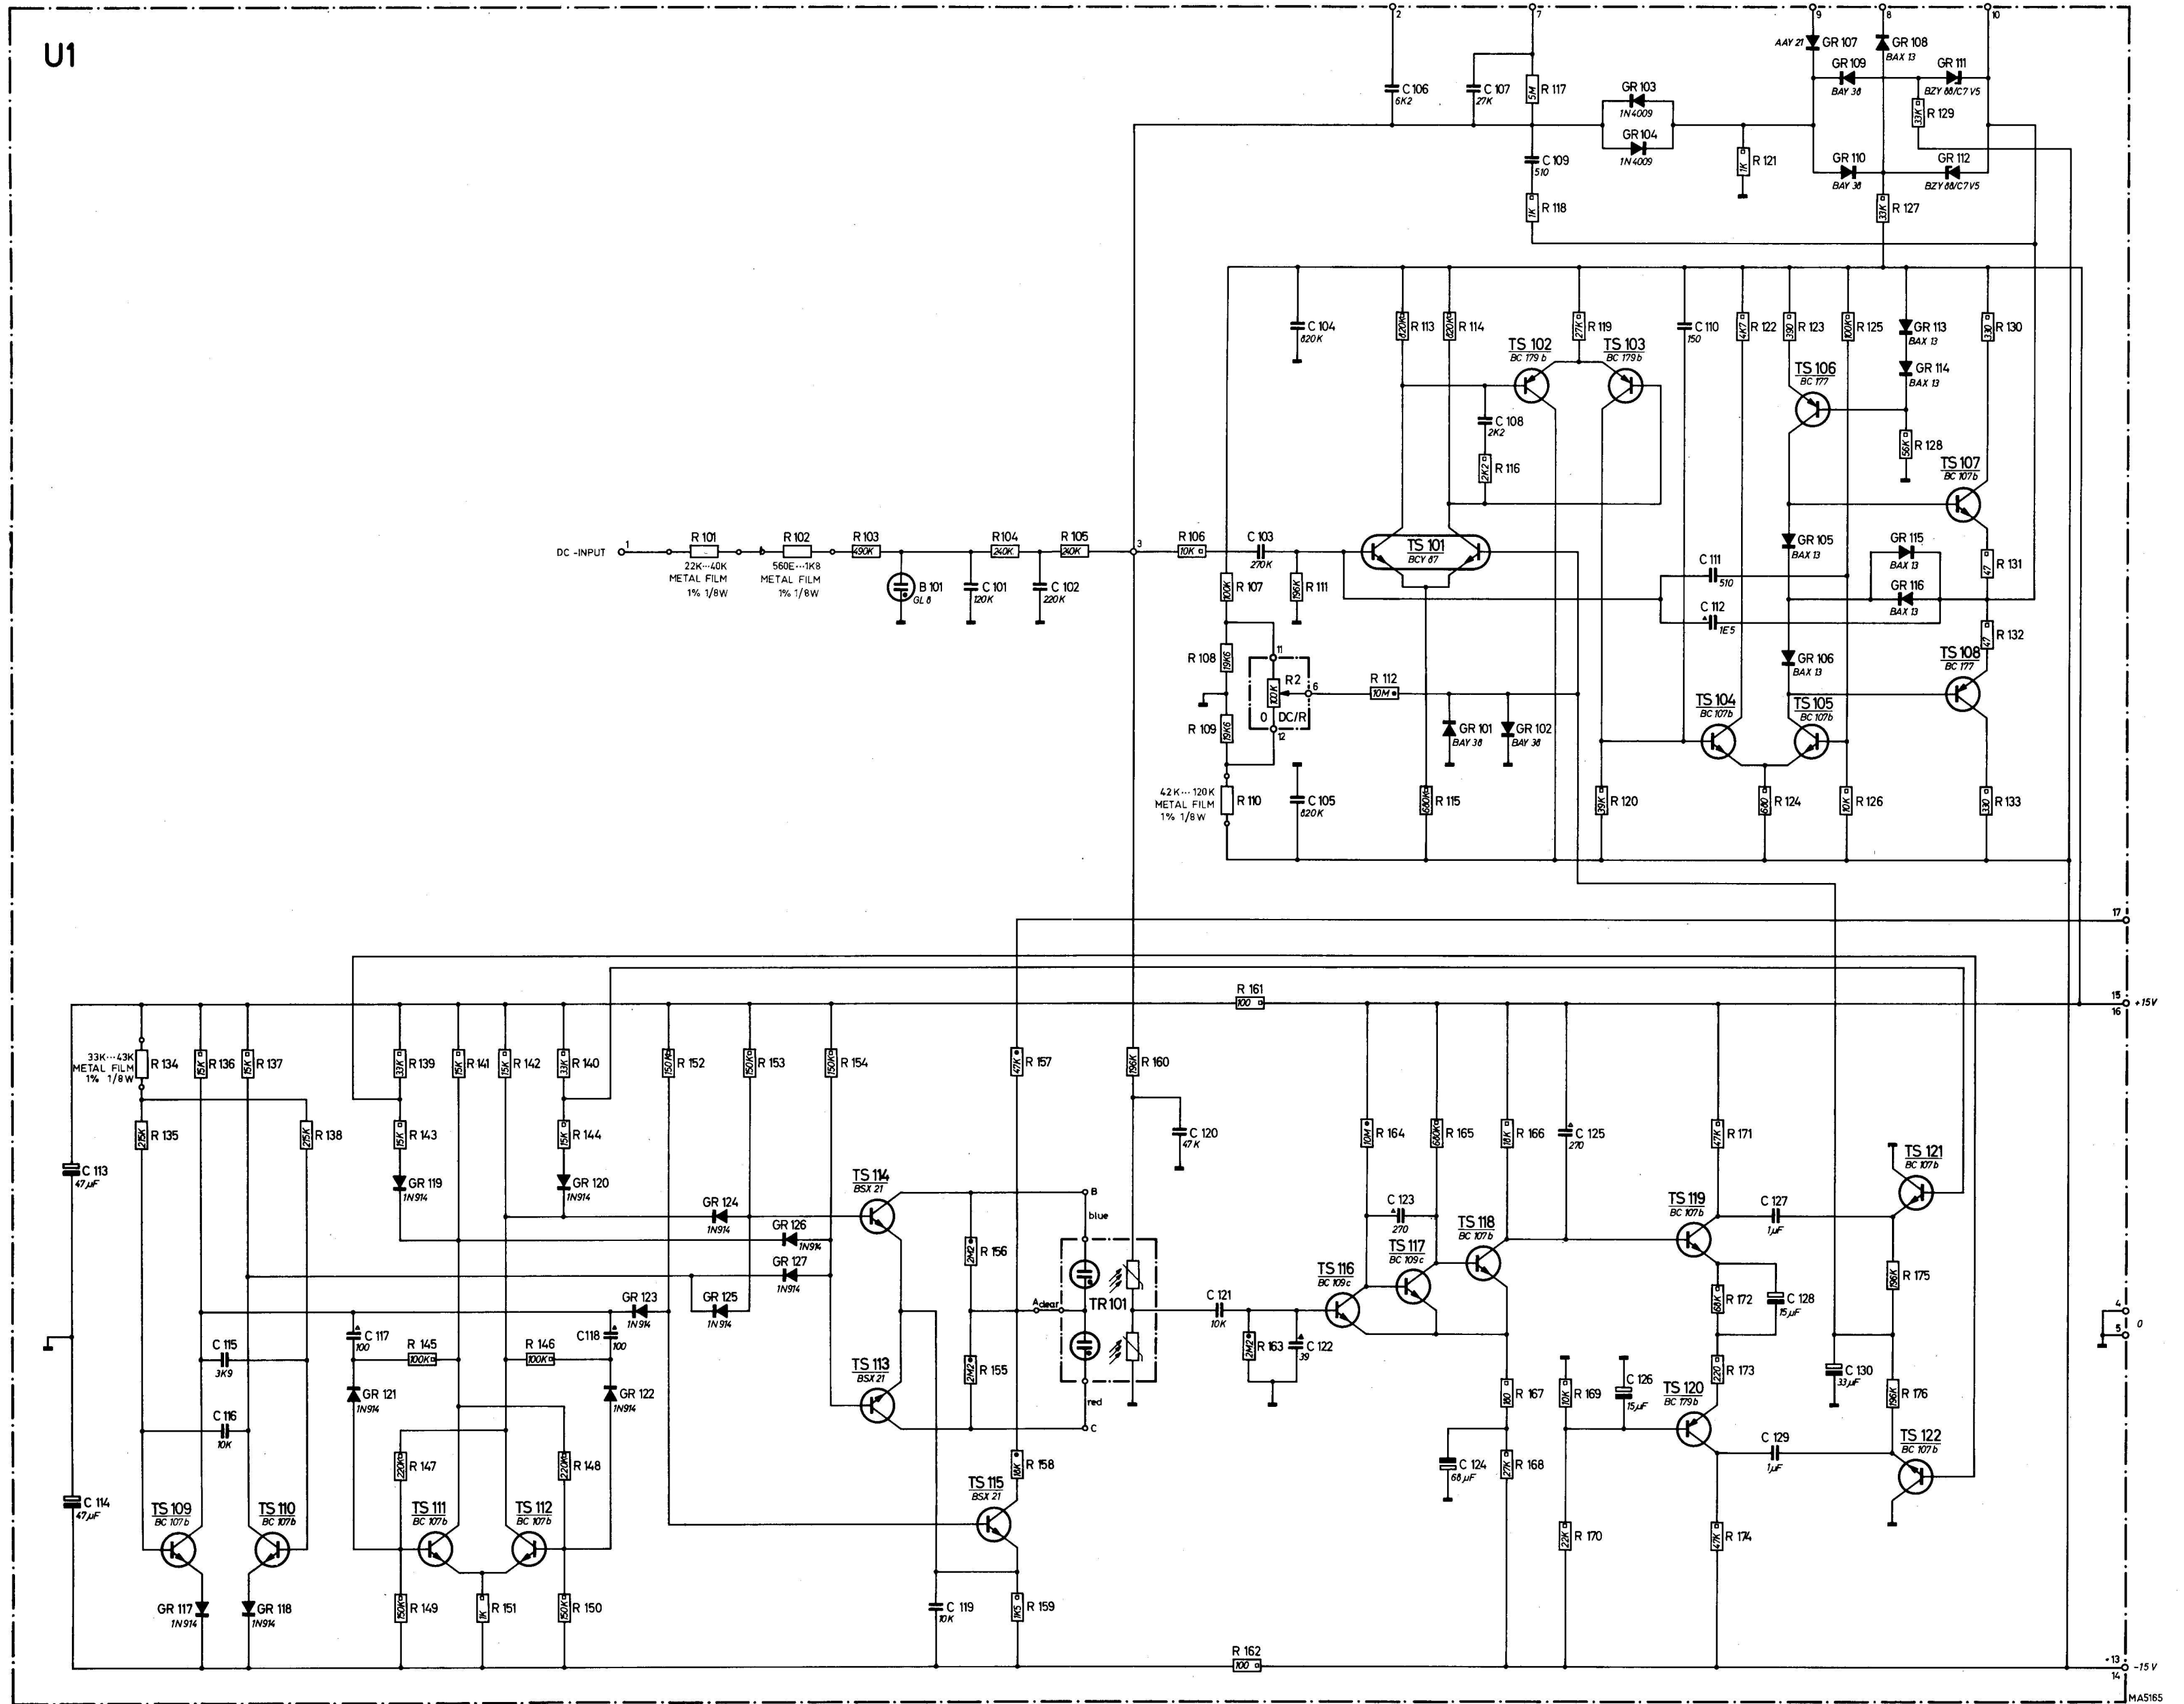 U1
2
7
9
8
10
AAY 21 GR 107
GR 108
BAX 13
GR 109
BAY 38
GR 111
BZY 88/C7V5
C 106
6K2
C 107
27K
5M R 117
GR 103
1N4009
GR 104
1N4009
33K R 129
C 109
510
1K R 121
GR 110
BAY 38
GR 112
BZY 88/C7V5
1K R 118
33K R 127
C 104
820K
820K R 113
820K R 114
27K R 119
C 110
150
4K7 R 122
390 R 123
100K R 125
GR 113
BAX 13
330 R 130
TS 102
BC 179b
TS 103
BC 179b
TS 106
BC 177
GR 114
BAX 13
C 108
2K2
2K2 R 116
56K R 128
TS 107
BC 107b
DC-INPUT 1
R 101
22K···40K
METAL FILM
1% 1/8W
R 102
560E···1K8
METAL FILM
1% 1/8W
R 103
490K
R 104
240K
R 105
240K
3
R 106
10K
C 103
270K
TS 101
BCY 87
GR 105
BAX 13
GR 115
BAX 13
B 101
GL 8
C 101
120K
C 102
220K
100K R 107
196K R 111
C 111
510
GR 116
BAX 13
47 R 131
C 112
1E5
47 R 132
R 108 19K6
11
R2
100K
6
0 DC/R
12
R 112
10M
GR 106
BAX 13
TS 108
BC 177
R 109 19K6
GR 101
BAY 38
GR 102
BAY 38
TS 104
BC 107b
TS 105
BC 107b
42K···120K
METAL FILM
1% 1/8W
R 110
C 105
820K
680K R 115
39K R 120
680 R 124
10K R 126
330 R 133
17
R 161
100
15
16
+15V
33K···43K
METAL FILM
1% 1/8W
R 134
15K R 136
15K R 137
33K R 139
15K R 141
15K R 142
33K R 140
150K R 152
150K R 153
150K R 154
47K R 157
196K R 160
215K R 135
215K R 138
15K R 143
15K R 144
C 120
47K
10M R 164
680K R 165
18K R 166
C 125
270
47K R 171
C 113
47µF
GR 119
1N914
GR 120
1N914
TS 114
BSX 21
TS 121
BC 107b
GR 124
1N914
GR 126
1N914
B
blue
C 123
270
TS 118
BC 107b
TS 119
BC 107b
C 127
1µF
GR 127
1N914
2M2 R 156
TS 117
BC 109c
TS 116
BC 109c
196K R 175
GR 123
1N914
GR 125
1N914
A clear
TR 101
C 121
10K
68K R 172
C 128
15µF
4
5
0
C 117
100
R 145
100K
R 146
100K
C118
100
C 115
3K9
2M2 R 163
C 122
39
TS 113
BSX 21
2M2 R 155
220 R 173
C 130
33µF
GR 121
1N914
GR 122
1N914
red
C
180 R 167
10K R 169
C 126
15µF
TS 120
BC 179b
196K R 176
C 116
10K
220K R 147
220K R 148
18K R 158
C 124
68µF
27K R 168
C 129
1µF
TS 122
BC 107b
C 114
47µF
TS 109
BC 107b
TS 110
BC 107b
TS 111
BC 107b
TS 112
BC 107b
TS 115
BSX 21
22K R 170
47K R 174
GR 117
1N914
GR 118
1N914
150K R 149
1K R 151
150K R 150
C 119
10K
1K5 R 159
R 162
100
+13
14
-15V
MA5165